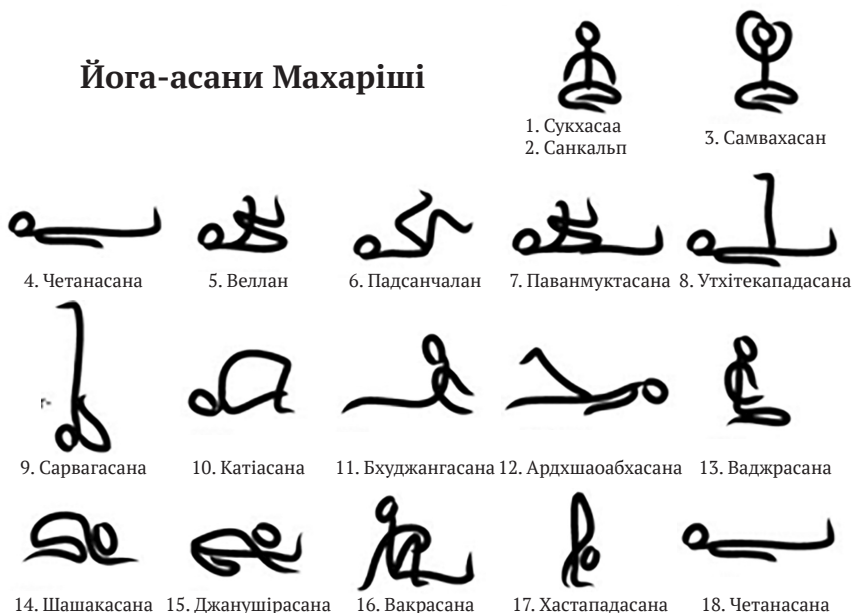 Йога-асани Махаріші
1. Сукхасаа
2. Санкальп
3. Самвахасан
4. Четанасана
5. Веллан
6. Падсанчалан
7. Паванмуктасана
8. Утхітекападасана
9. Сарвагасана
10. Катіасана
11. Бхуджангасана
12. Ардхшаоабхасана
13. Ваджрасана
14. Шашакасана
15. Джанушірасана
16. Вакрасана
17. Хастападасана
18. Четанасана